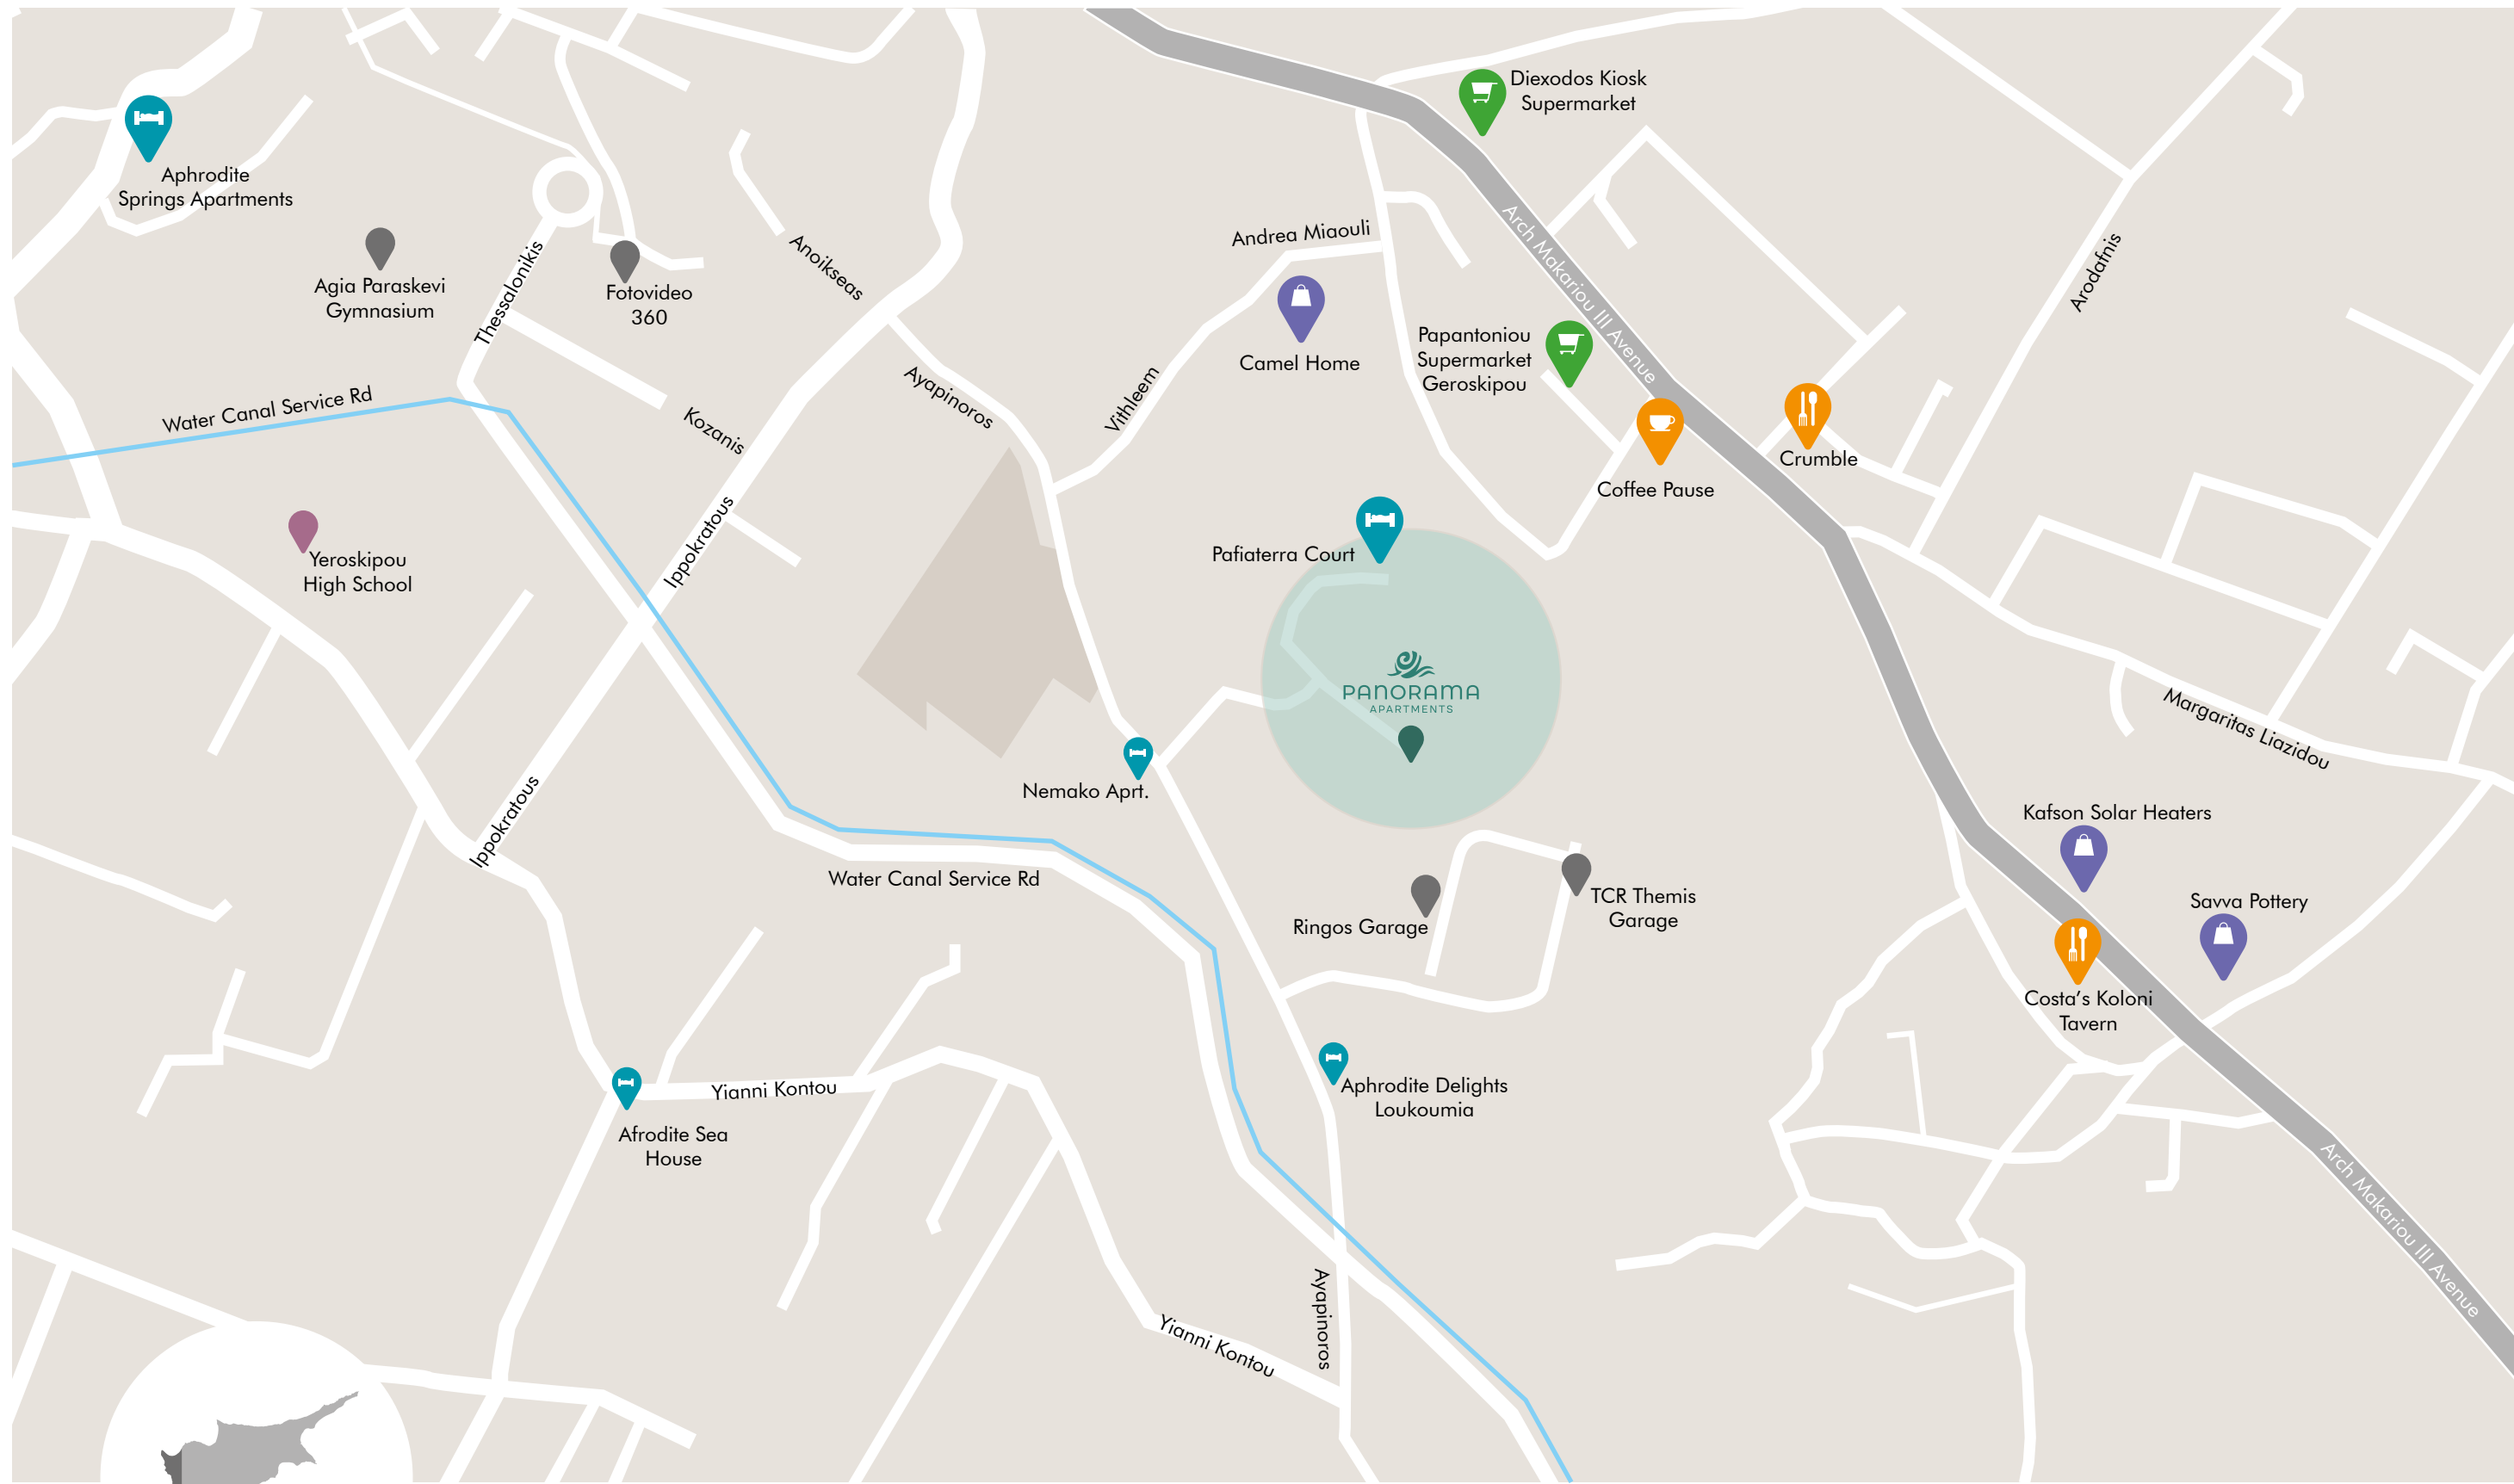 Diexodos Kiosk
Supermarket
Aphrodite
Springs Apartments
Agia Paraskevi
Gymnasium
Thessalonikis
Fotovideo
360
Anoikseas
Andrea Miaouli
Arch Makariou III Avenue
Arodafnis
Camel Home
Papantoniou
Supermarket
Geroskipou
Water Canal Service Rd
Kozanis
Ayapinoros
Vithleem
Coffee Pause
Crumble
Yeroskipou
High School
Ippokratous
Pafiaterra Court
PANORAMA
APARTMENTS
Margaritas Liazidou
Nemako Aprt.
Ippokratous
Water Canal Service Rd
Kafson Solar Heaters
Ringos Garage
TCR Themis
Garage
Savva Pottery
Costa’s Koloni
Tavern
Yianni Kontou
Aphrodite Delights
Loukoumia
Afrodite Sea
House
Arch Makariou III Avenue
Ayapinoros
Yianni Kontou